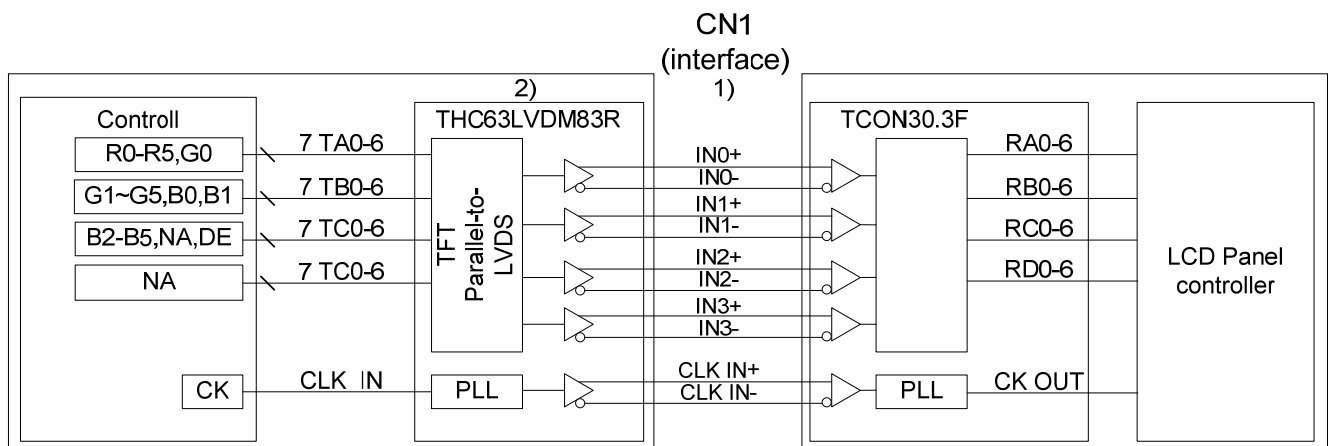 CN1
(interface)
1)
2)
Controll
R0-R5,G0
G1~G5,B0,B1
B2-B5,NA,DE
NA
CK
7 TA0-6
7 TB0-6
7 TC0-6
7 TC0-6
CLK IN
THC63LVDM83R
TFT
Parallel-to-
LVDS
PLL
IN0+
IN0-
IN1+
IN1-
IN2+
IN2-
IN3+
IN3-
CLK IN+
CLK IN-
TCON30.3F
PLL
RA0-6
RB0-6
RC0-6
RD0-6
CK OUT
LCD Panel
controller